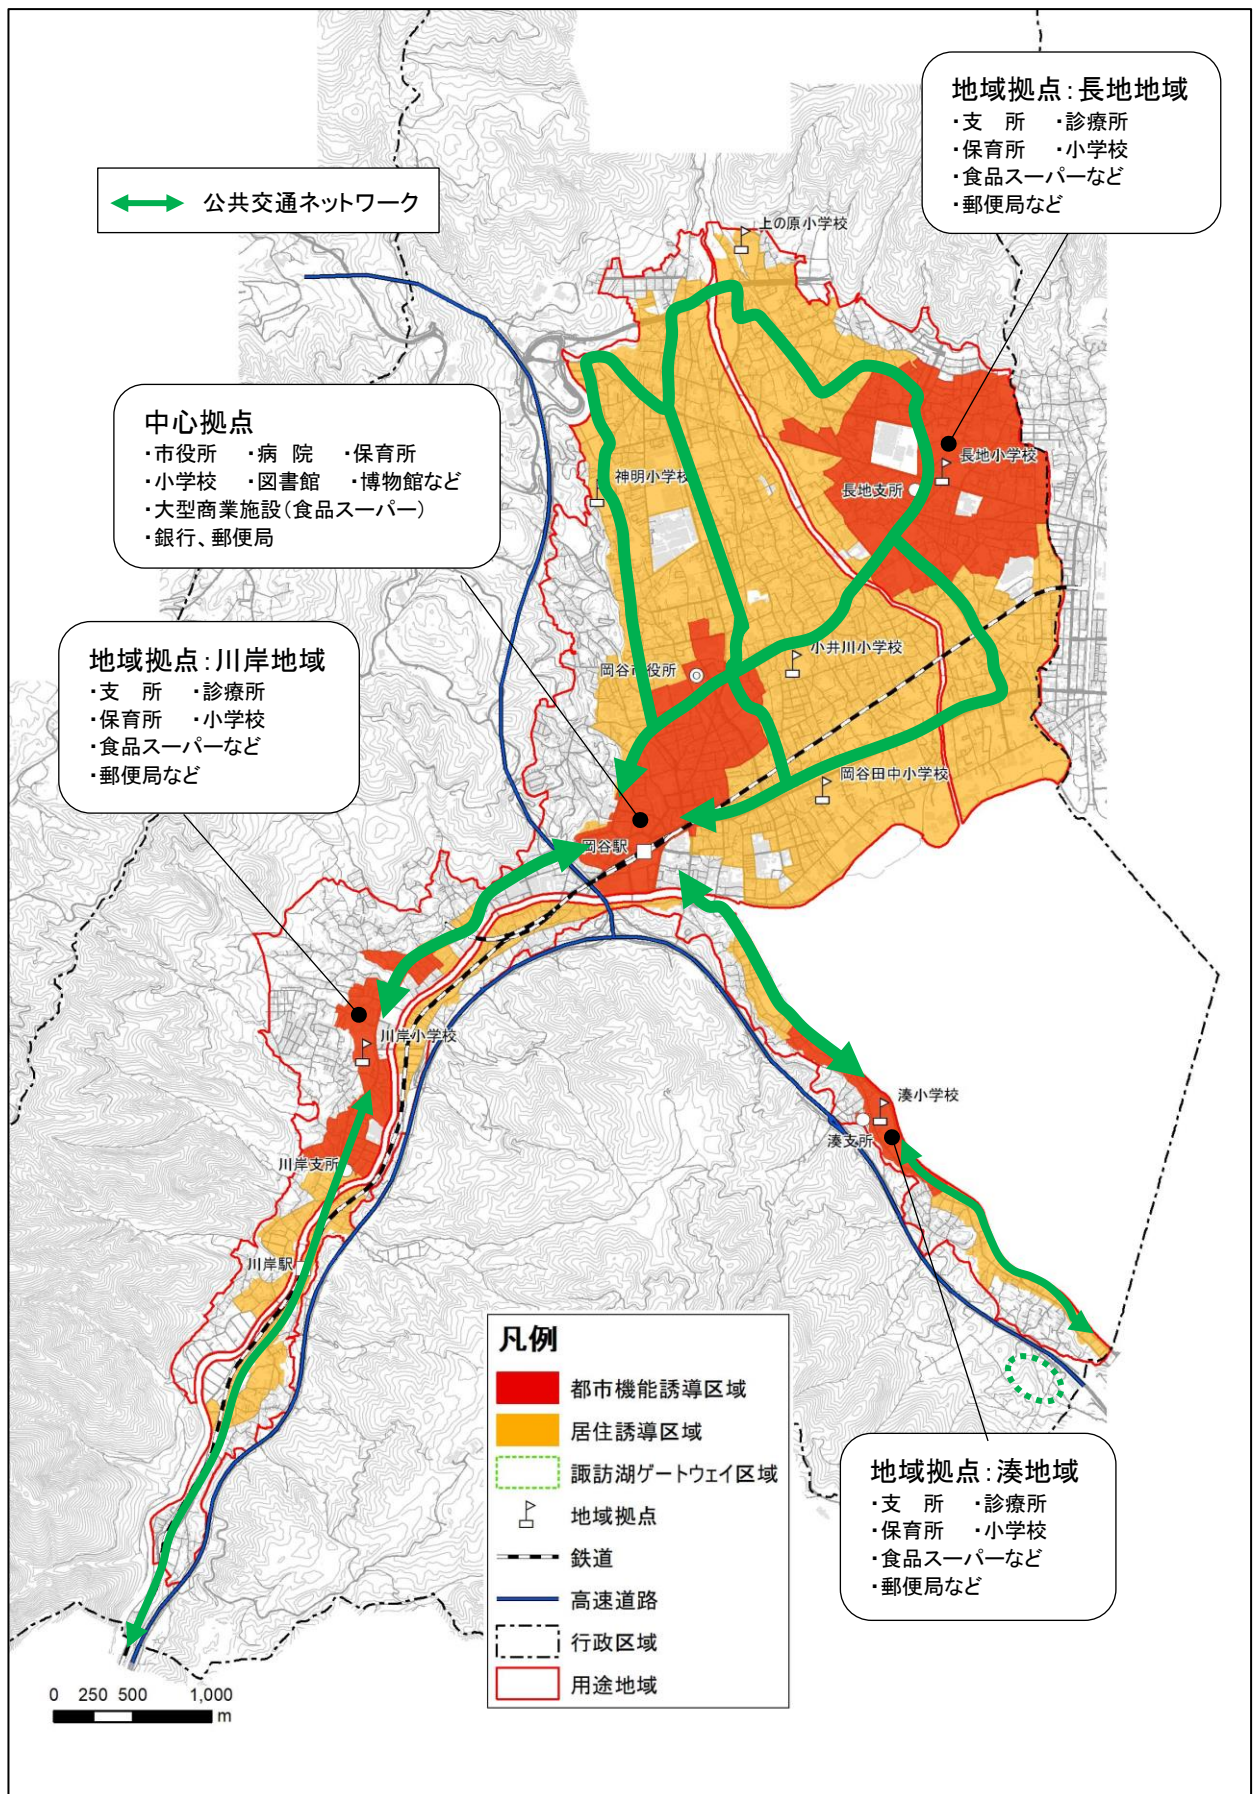 地域拠点：長地地域
・支　所　・診療所
・保育所　・小学校
・食品スーパーなど
・郵便局など
公共交通ネットワーク
上の原小学校
中心拠点
・市役所　・病　院　・保育所
・小学校　・図書館　・博物館など
・大型商業施設（食品スーパー）
・銀行、郵便局
長地小学校
神明小学校
長地支所
地域拠点：川岸地域
・支　所　・診療所
・保育所　・小学校
・食品スーパーなど
・郵便局など
小井川小学校
岡谷市役所
岡谷田中小学校
岡谷駅
川岸小学校
湊小学校
湊支所
川岸支所
川岸駅
凡例
都市機能誘導区域
居住誘導区域
諏訪湖ゲートウェイ区域
地域拠点
鉄道
高速道路
行政区域
用途地域
地域拠点：湊地域
・支　所　・診療所
・保育所　・小学校
・食品スーパーなど
・郵便局など
0 250 500 1,000
m